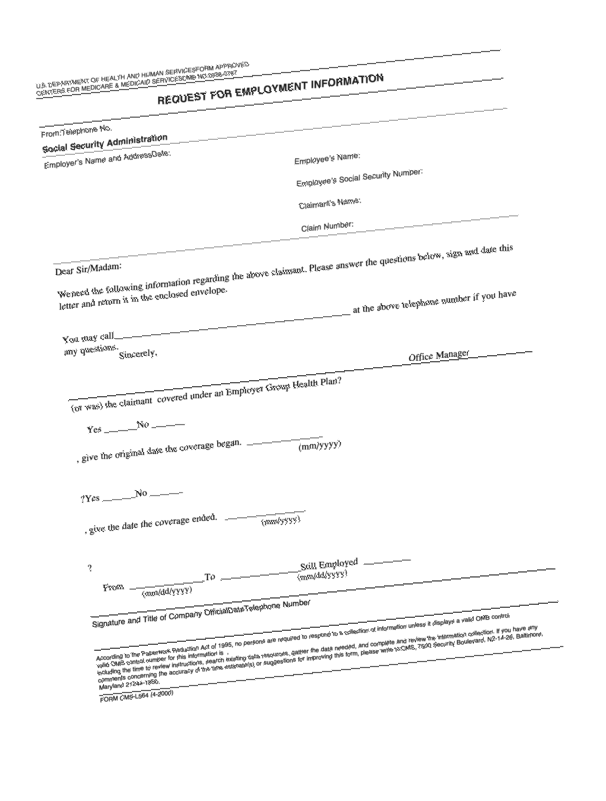 U.S. DEPARTMENT OF HEALTH AND HUMAN SERVICESFORM APPROVED
CENTERS FOR MEDICARE & MEDICAID SERVICESOMB NO.0938-0787
REQUEST FOR EMPLOYMENT INFORMATION
From:Telephone No.
Social Security Administration
Employer's Name and AddressDate:
Employee's Name:
Employee's Social Security Number:
Claimant's Name:
Claim Number:
Dear Sir/Madam:
We need the following information regarding the above claimant. Please answer the questions below, sign and date this
letter and return it in the enclosed envelope.
You may call at the above telephone number if you have
any questions.
Sincerely,
Office Manager
(or was) the claimant covered under an Employer Group Health Plan?
Yes ______No ______
, give the original date the coverage began. ____________
(mm/yyyy)
?Yes ______No ______
, give the date the coverage ended. ____________
(mm/yyyy)
?
From ____________To ____________Still Employed ________
(mm/dd/yyyy) (mm/dd/yyyy)
Signature and Title of Company OfficialDateTelephone Number
According to the Paperwork Reduction Act of 1995, no persons are required to respond to a collection of information unless it displays a valid OMB control
valid OMB control number for this information is .
including the time to review instructions, search existing data resources, gather the data needed, and complete and review the information collection. If you have any
comments concerning the accuracy of the time estimate(s) or suggestions for improving this form, please write to:CMS, 7500 Security Boulevard, N2-14-26, Baltimore,
Maryland 21244-1850.
FORM CMS-L564 (4-2000)